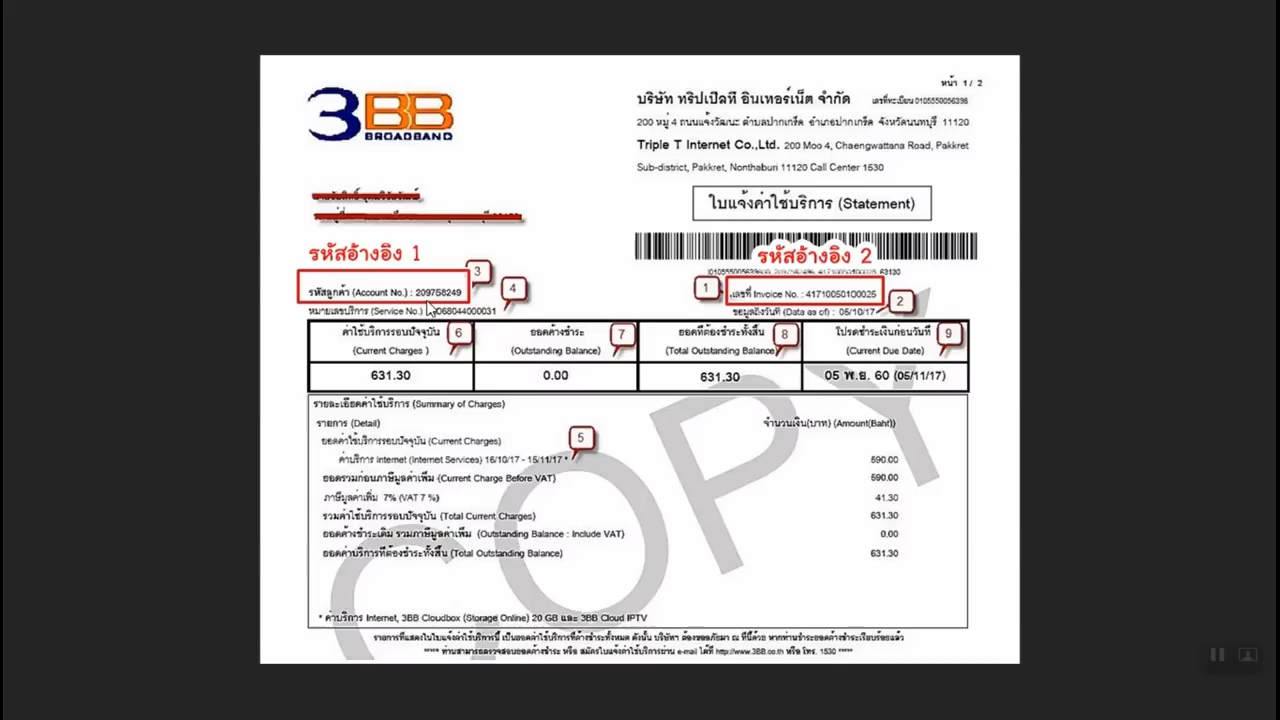 หน้า 1 / 2
3BB
BROADBAND
บริษัท ทริปเปิลที อินเทอร์เน็ต จำกัด เลขที่ทะเบียน 0105550056398
200 หมู่ 4 ถนนแจ้งวัฒนะ ตำบลปากเกร็ด อำเภอปากเกร็ด จังหวัดนนทบุรี 11120
Triple T Internet Co.,Ltd. 200 Moo 4, Chaengwattana Road, Pakkret
Sub-district, Pakkret, Nonthaburi 11120 Call Center 1530
ใบแจ้งค่าใช้บริการ (Statement)
รหัสอ้างอิง 1
รหัสอ้างอิง 2
3
รหัสลูกค้า (Account No.) : 209758249
4
หมายเลขบริการ (Service No.)
1
เลขที่ Invoice No. : 41710050100025
2
ขอมูลถึงวันที่ (Data as of) : 05/10/17
ค่าใช้บริการรอบปัจจุบัน
(Current Charges )
6
ยอดค้างชำระ
(Outstanding Balance)
7
ยอดที่ต้องชำระทั้งสิ้น
(Total Outstanding Balance)
8
โปรดชำระเงินก่อนวันที่
(Current Due Date)
9
631.30 0.00 631.30 05 พ.ย. 60 (05/11/17)
รายละเอียดค่าใช้บริการ (Summary of Charges)
รายการ (Detail) จำนวนเงิน(บาท) (Amount(Baht))
ยอดค่าใช้บริการรอบปัจจุบัน (Current Charges)
5
ค่าบริการ Internet (Internet Services) 16/10/17 - 15/11/17 * 590.00
ยอดรวมก่อนภาษีมูลค่าเพิ่ม (Current Charge Before VAT) 590.00
ภาษีมูลค่าเพิ่ม 7% (VAT 7 %) 41.30
รวมค่าใช้บริการรอบปัจจุบัน (Total Current Charges) 631.30
ยอดค้างชำระเดิม รวมภาษีมูลค่าเพิ่ม (Outstanding Balance : Include VAT) 0.00
ยอดค่าบริการที่ต้องชำระทั้งสิ้น (Total Outstanding Balance) 631.30
COPY
* ค่าบริการ Internet, 3BB Cloudbox (Storage Online) 20 GB และ 3BB Cloud IPTV
รายการที่แสดงในใบแจ้งค่าใช้บริการนี้ เป็นยอดค่าใช้บริการที่ค้างชำระทั้งหมด ดังนั้น บริษัทฯ ต้องขออภัยมา ณ ที่นี้ด้วย หากท่านชำระยอดค้างชำระเรียบร้อยแล้ว
***** ท่านสามารถตรวจสอบยอดค้างชำระ หรือ สมัครใบแจ้งค่าใช้บริการผ่าน e-mail ได้ที่ http://www.3BB.co.th หรือ โทร. 1530 *****